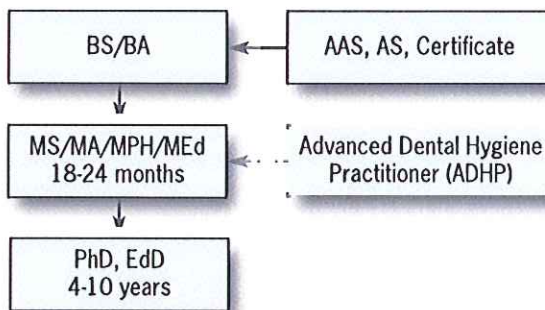 BS/BA
AAS, AS, Certificate
MS/MA/MPH/MEd
18-24 months
Advanced Dental Hygiene
Practitioner (ADHP)
PhD, EdD
4-10 years